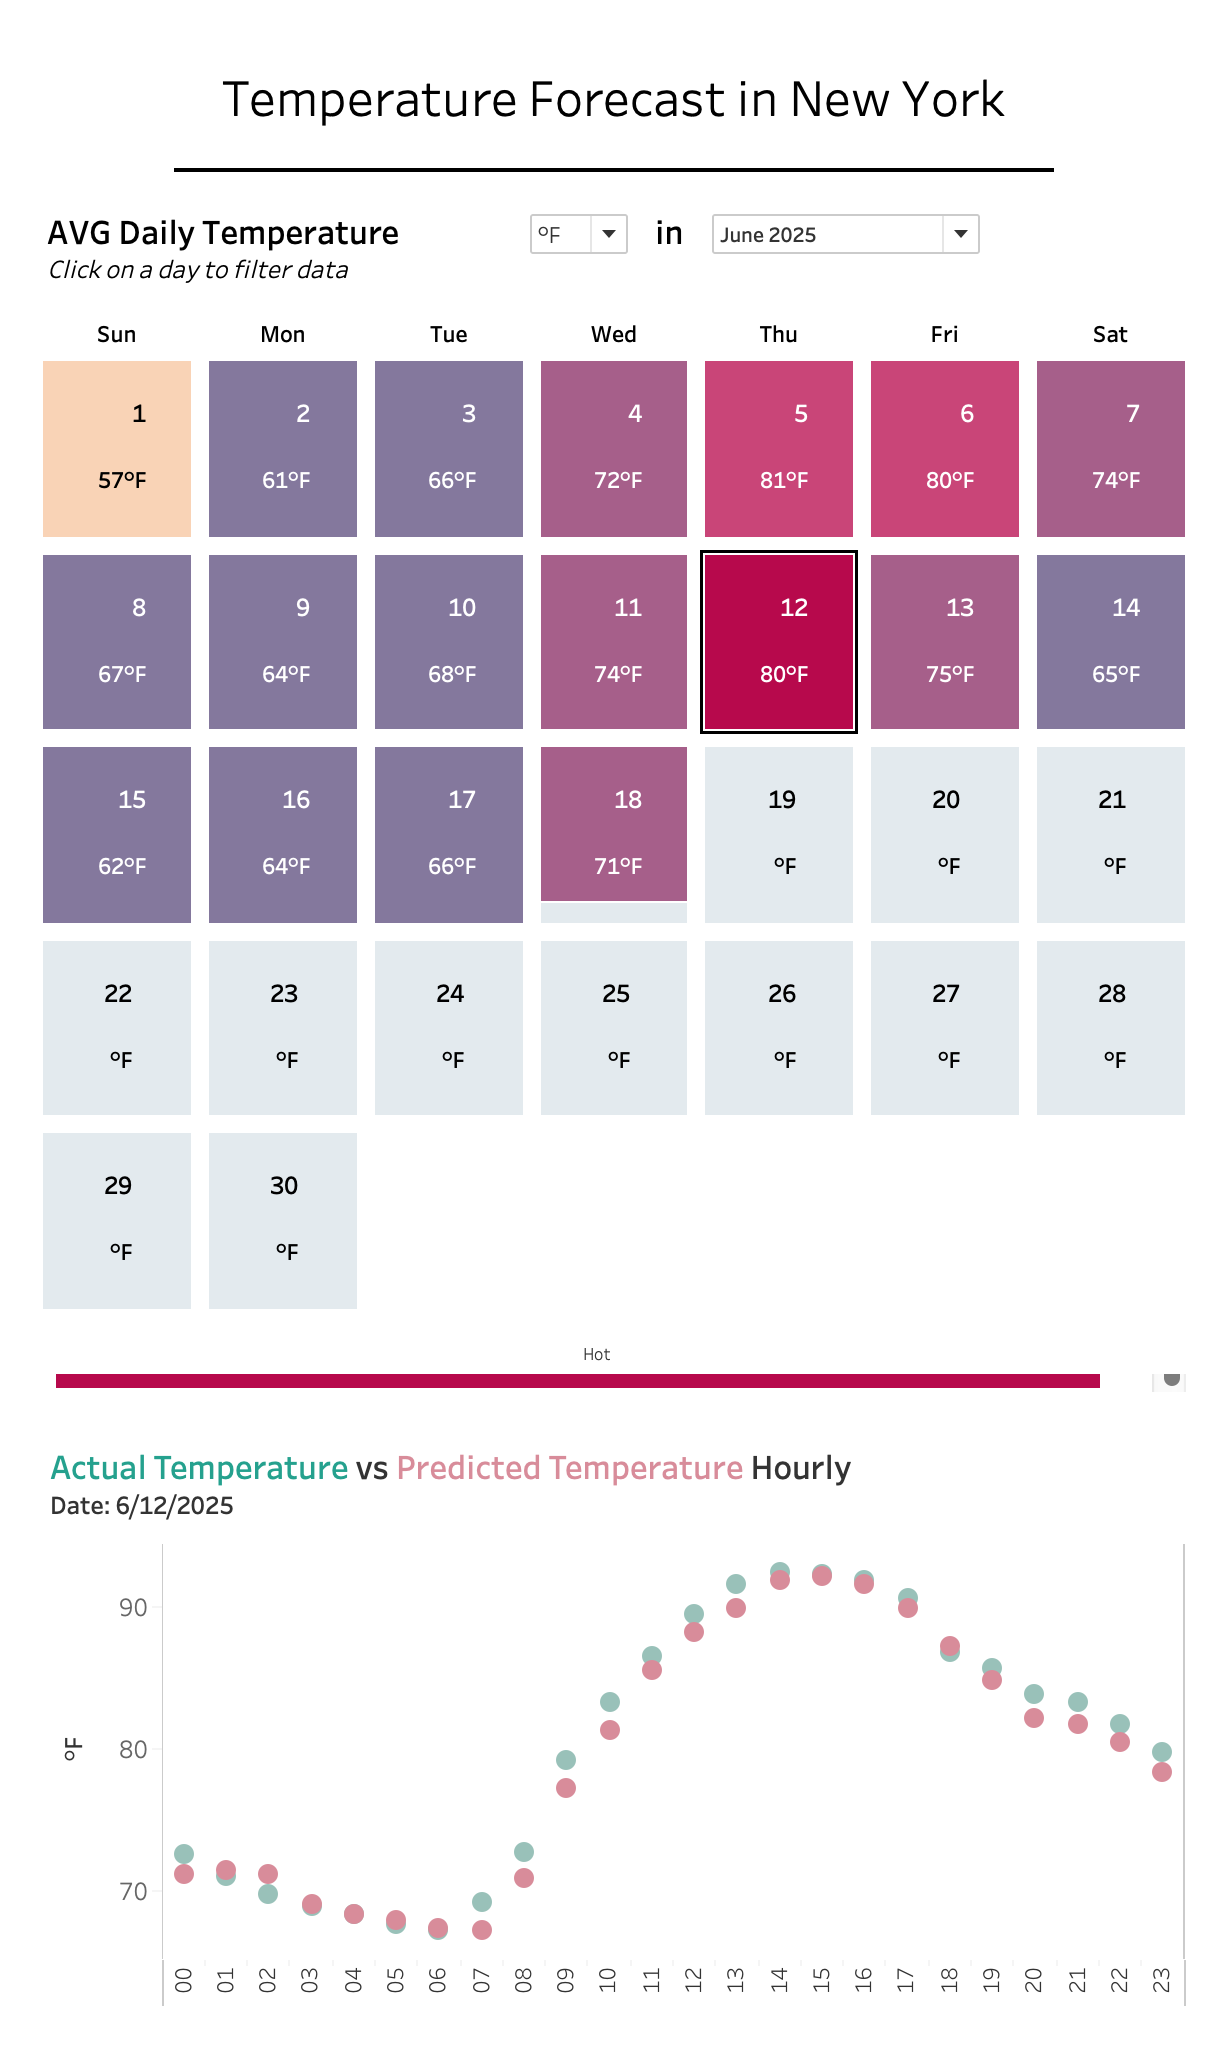 Temperature Forecast in New York
AVG Daily Temperature
°F
in
June 2025
Click on a day to filter data
Sun Mon Tue Wed Thu Fri Sat
1 2 3 4 5 6 7
57°F 61°F 66°F 72°F 81°F 80°F 74°F
8 9 10 11 12 13 14
67°F 64°F 68°F 74°F 80°F 75°F 65°F
15 16 17 18 19 20 21
62°F 64°F 66°F 71°F °F °F °F
22 23 24 25 26 27 28
°F °F °F °F °F °F °F
29 30
°F °F
Hot
Actual Temperature vs Predicted Temperature Hourly
Date: 6/12/2025
90
80
70
°F
00 01 02 03 04 05 06 07 08 09 10 11 12 13 14 15 16 17 18 19 20 21 22 23